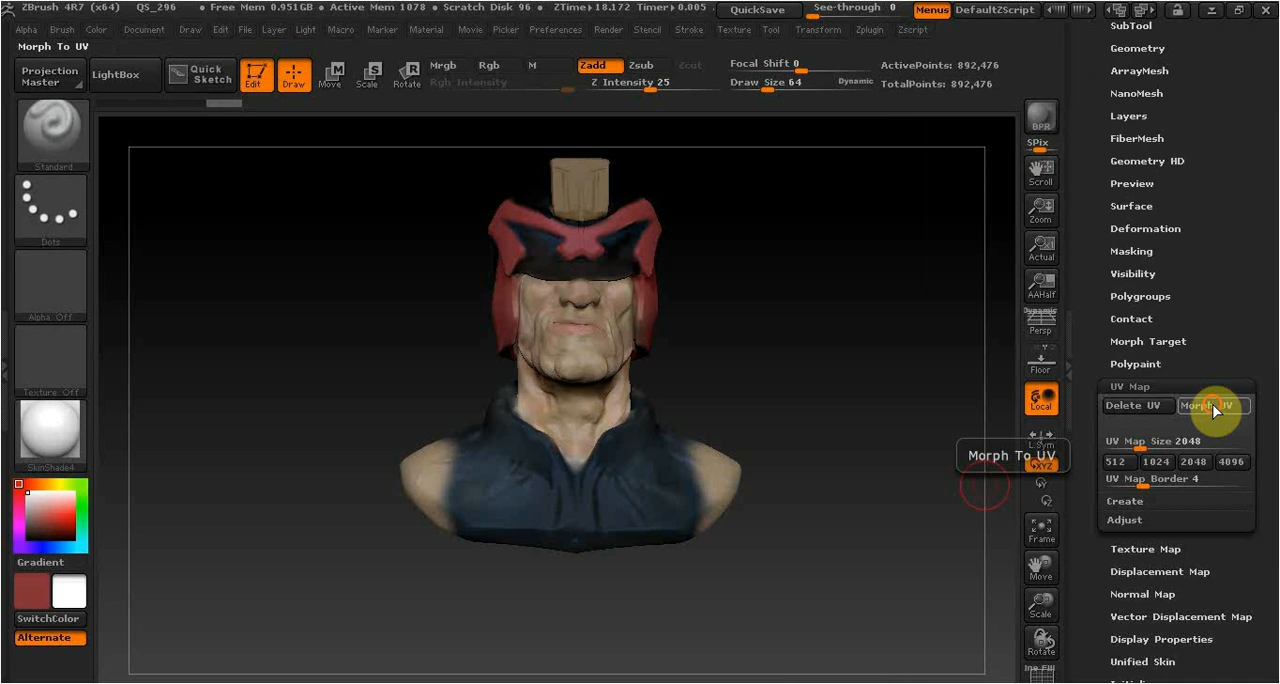 ZBrush 4R7 (x64) QS_296 • Free Mem 0.951GB • Active Mem 1078 • Scratch Disk 96 • ZTime▸18.172 Timer▸0.005 QuickSave See-through 0 Menus DefaultZScript
Alpha Brush Color Document Draw Edit File Layer Light Macro Marker Material Movie Picker Preferences Render Stencil Stroke Texture Tool Transform Zplugin Zscript
Morph To UV
Projection Master
LightBox
Quick Sketch
Edit
Draw
Move
Scale
Rotate
Mrgb Rgb M
Rgb Intensity
Zadd Zsub Zcut
Z Intensity 25
Focal Shift 0
Draw Size 64 Dynamic
ActivePoints: 892,476
TotalPoints: 892,476
Standard
Dots
Alpha Off
Texture Off
SkinShade4
Gradient
SwitchColor
Alternate
BPR
SPix
Scroll
Zoom
Actual
AAHalf
Dynamic
Persp
Floor
Local
L.Sym
Morph To UV
XYZ
Frame
Move
Scale
Rotate
Line Fill
SubTool
Geometry
ArrayMesh
NanoMesh
Layers
FiberMesh
Geometry HD
Preview
Surface
Deformation
Masking
Visibility
Polygroups
Contact
Morph Target
Polypaint
UV Map
Delete UV Morph UV
UV Map Size 2048
512 1024 2048 4096
UV Map Border 4
Create
Adjust
Texture Map
Displacement Map
Normal Map
Vector Displacement Map
Display Properties
Unified Skin